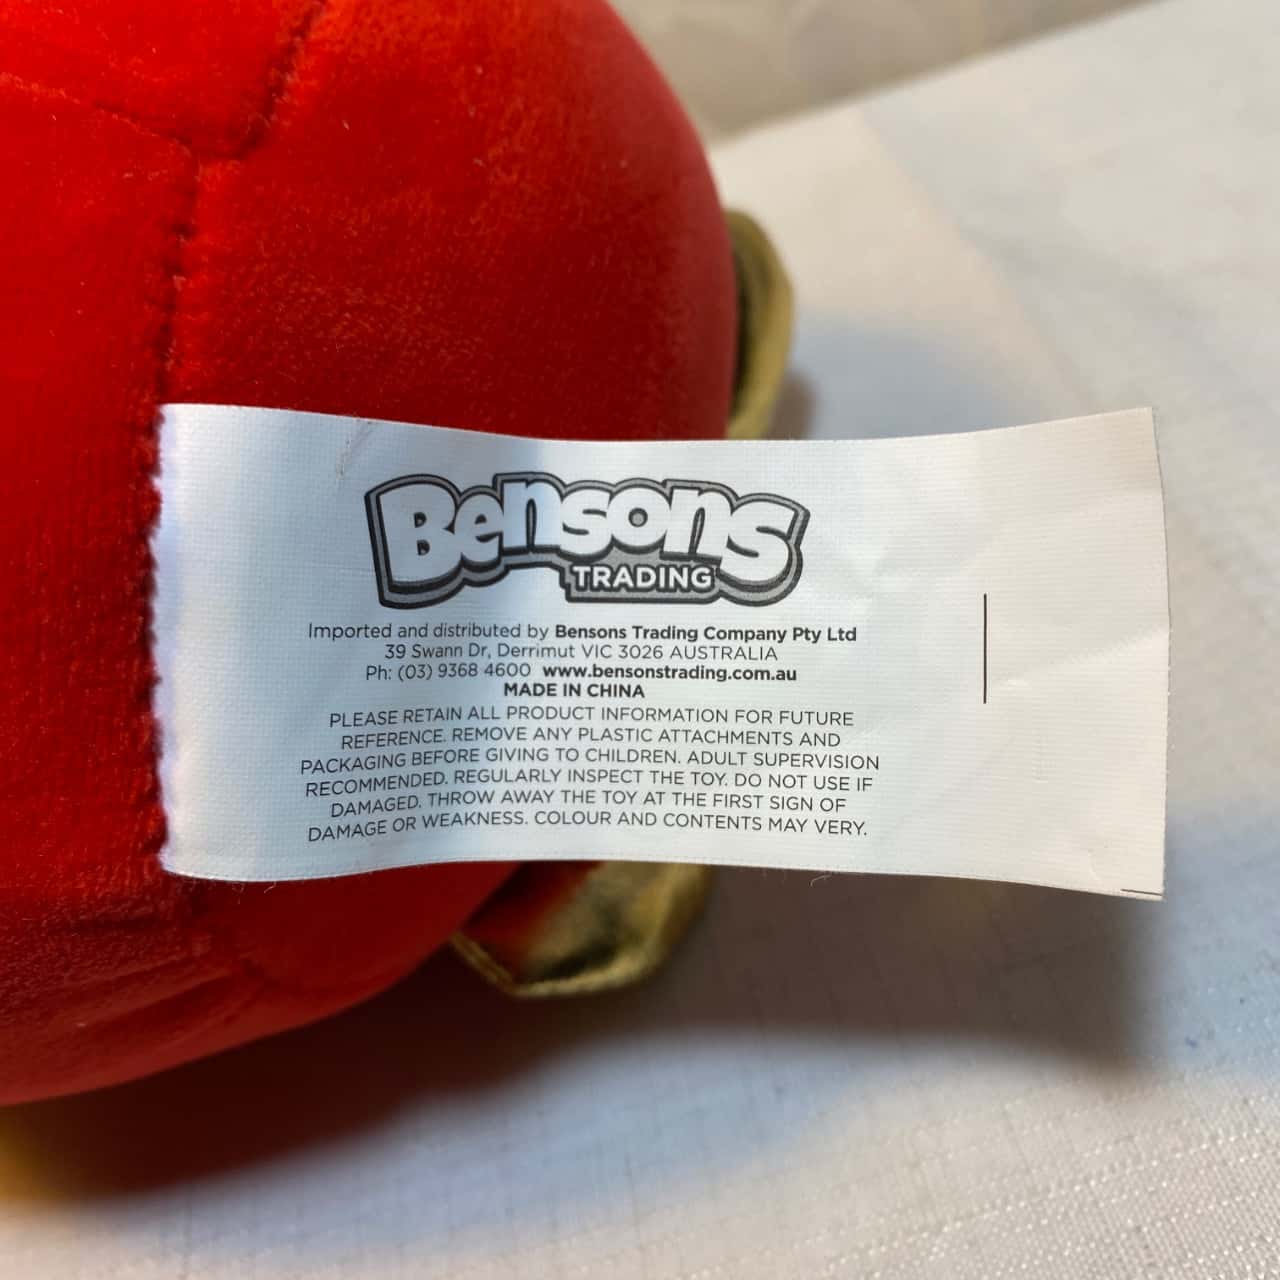 Bensons
TRADING
Imported and distributed by Bensons Trading Company Pty Ltd
39 Swann Dr, Derrimut VIC 3026 AUSTRALIA
Ph: (03) 9368 4600 www.bensonstrading.com.au
MADE IN CHINA
PLEASE RETAIN ALL PRODUCT INFORMATION FOR FUTURE
REFERENCE. REMOVE ANY PLASTIC ATTACHMENTS AND
PACKAGING BEFORE GIVING TO CHILDREN. ADULT SUPERVISION
RECOMMENDED. REGULARLY INSPECT THE TOY. DO NOT USE IF
DAMAGED. THROW AWAY THE TOY AT THE FIRST SIGN OF
DAMAGE OR WEAKNESS. COLOUR AND CONTENTS MAY VERY.